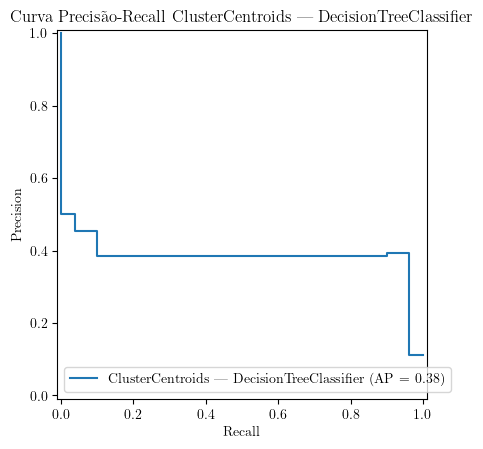 Curva Precisão-Recall ClusterCentroids — DecisionTreeClassifier
1.0
0.8
0.6
0.4
0.2
0.0
Precision
ClusterCentroids — DecisionTreeClassifier (AP = 0.38)
0.0 0.2 0.4 0.6 0.8 1.0
Recall